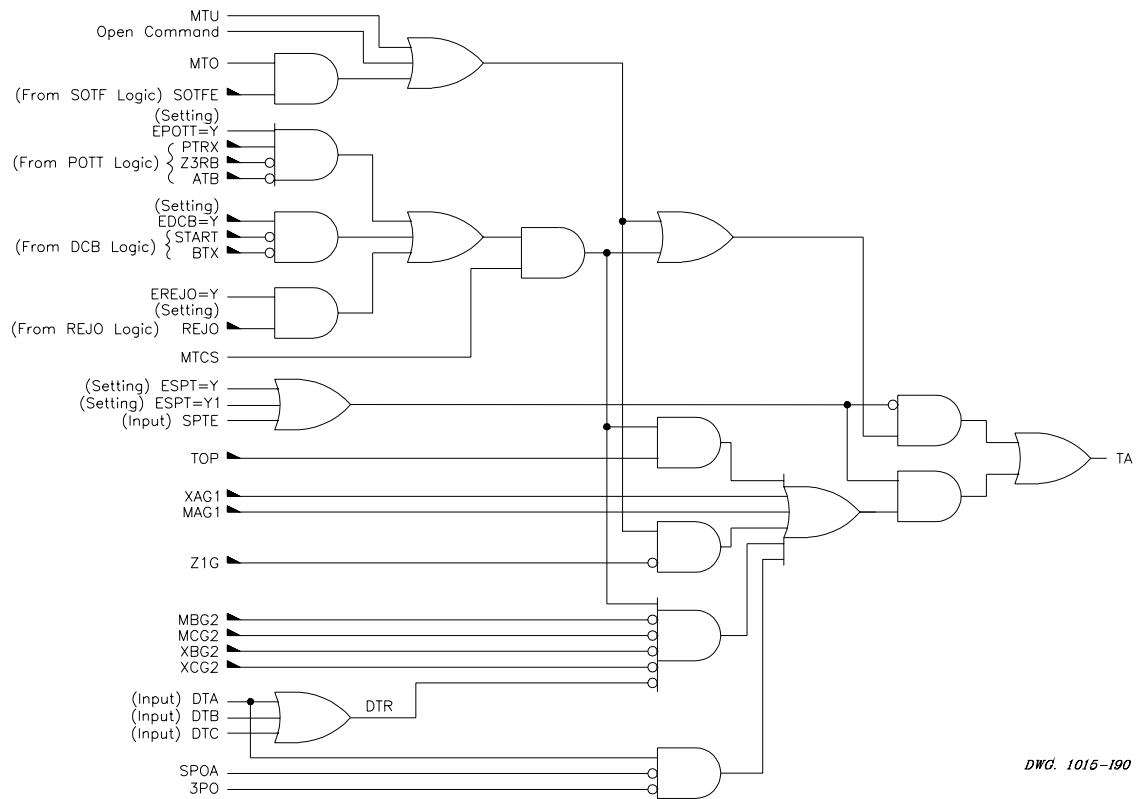 MTU
Open Command
MTO
(From SOTF Logic) SOTFE
(Setting)
EPOTT=Y
PTRX
(From POTT Logic) { Z3RB
ATB
(Setting)
EDCB=Y
START
(From DCB Logic) {
BTX
EREJO=Y
(Setting)
(From REJO Logic) REJO
MTCS
(Setting) ESPT=Y
(Setting) ESPT=Y1
(Input) SPTE
TOP
XAG1
MAG1
TA
Z1G
MBG2
MCG2
XBG2
XCG2
(Input) DTA
DTR
(Input) DTB
(Input) DTC
SPOA
3PO
DWG. 1015-190